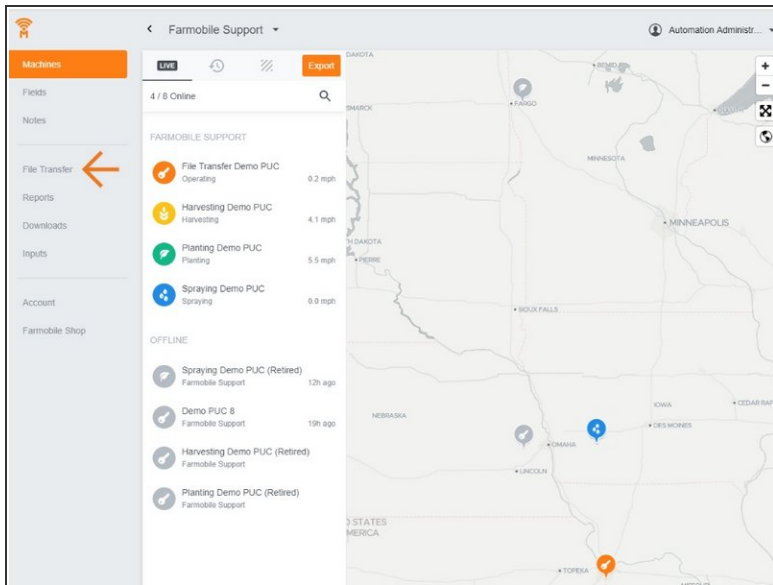 Farmobile Support
Automation Administr...
Machines
Fields
Notes
File Transfer
Reports
Downloads
Inputs
Account
Farmobile Shop
LIVE
Export
4 / 8 Online
FARMOBILE SUPPORT
File Transfer Demo PUC
Operating 0.2 mph
Harvesting Demo PUC
Harvesting 4.1 mph
Planting Demo PUC
Planting 5.5 mph
Spraying Demo PUC
Spraying 0.0 mph
OFFLINE
Spraying Demo PUC (Retired)
Farmobile Support 12h ago
Demo PUC 8
Farmobile Support 19h ago
Harvesting Demo PUC (Retired)
Farmobile Support
Planting Demo PUC (Retired)
Farmobile Support
DAKOTA
FARGO
SMARCK
MINNESOTA
MINNEAPOLIS
H DAKOTA
PIERRE
SIOUX FALLS
IOWA
CEDAR RAP
NEBRASKA
DES MOINES
OMAHA
LINCOLN
D STATES
MERICA
TOPEKA